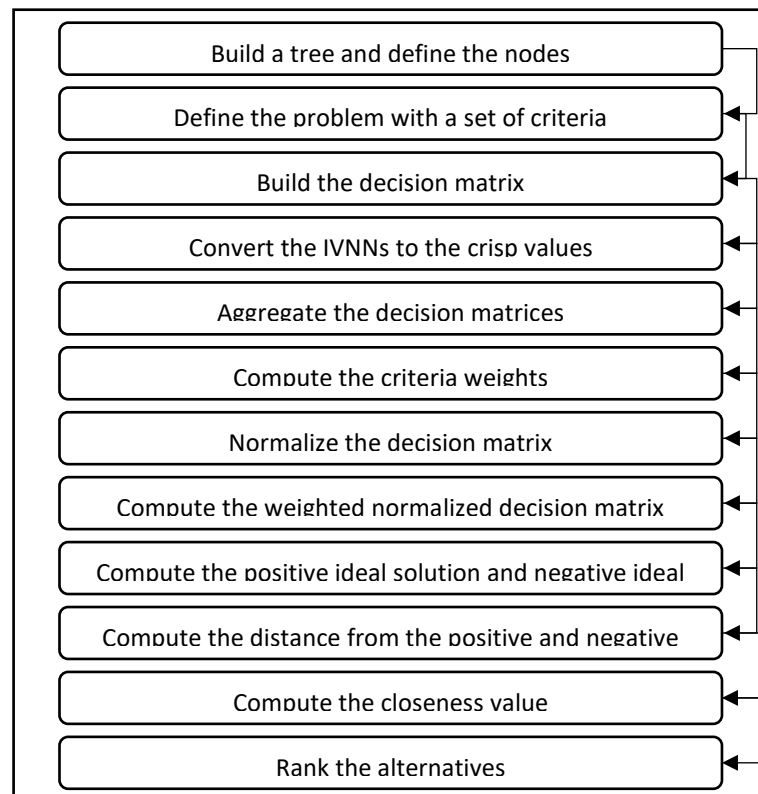 Build a tree and define the nodes
Define the problem with a set of criteria
Build the decision matrix
Convert the IVNNs to the crisp values
Aggregate the decision matrices
Compute the criteria weights
Normalize the decision matrix
Compute the weighted normalized decision matrix
Compute the positive ideal solution and negative ideal
Compute the distance from the positive and negative
Compute the closeness value
Rank the alternatives